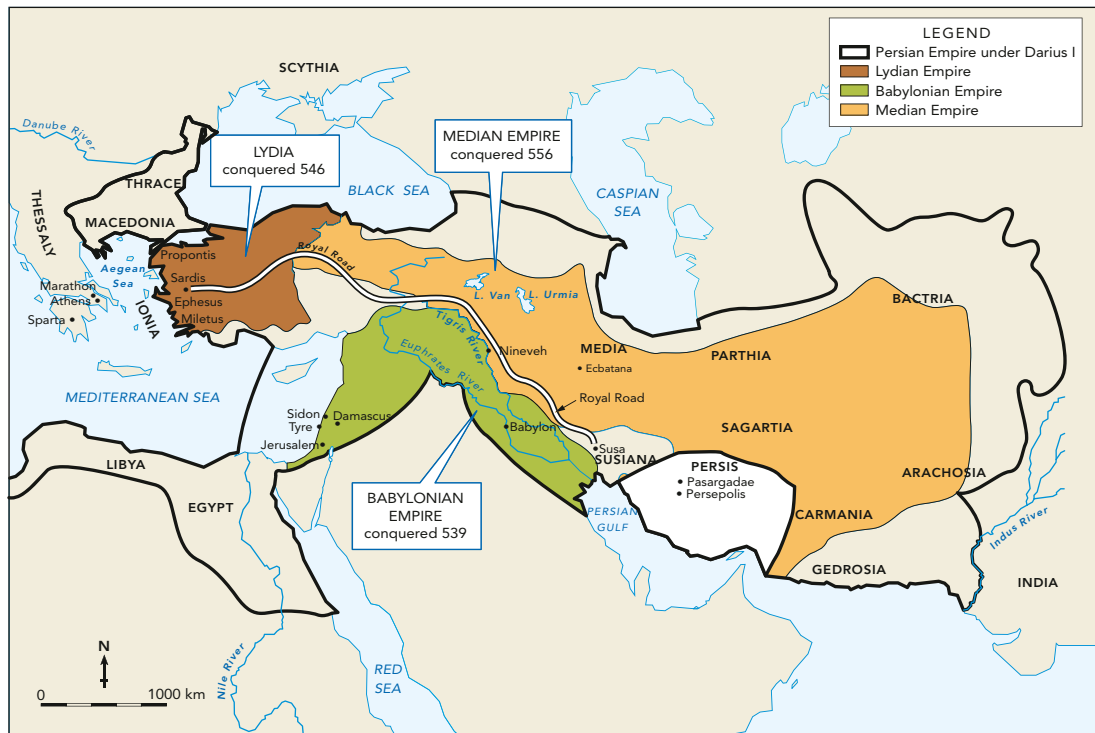 LEGEND
Persian Empire under Darius I
Lydian Empire
Babylonian Empire
Median Empire
SCYTHIA
Danube River
MEDIAN EMPIRE
conquered 556
LYDIA
conquered 546
THRACE
BLACK SEA
CASPIAN
SEA
THESSALY
MACEDONIA
Propontis
Royal Road
Aegean
Sea
Sardis
Marathon
Athens
Ephesus
IONIA
Sparta
Miletus
L. Van
L. Urmia
BACTRIA
Tigris River
Nineveh
MEDIA
PARTHIA
Euphrates River
Ecbatana
MEDITERRANEAN SEA
Royal Road
Sidon
Damascus
Tyre
Babylon
SAGARTIA
Jerusalem
Susa
SUSIANA
LIBYA
PERSIS
Pasargadae
Persepolis
ARACHOSIA
EGYPT
BABYLONIAN
EMPIRE
conquered 539
PERSIAN
GULF
CARMANIA
Indus River
GEDROSIA
INDIA
N
0
1000 km
Nile River
RED
SEA